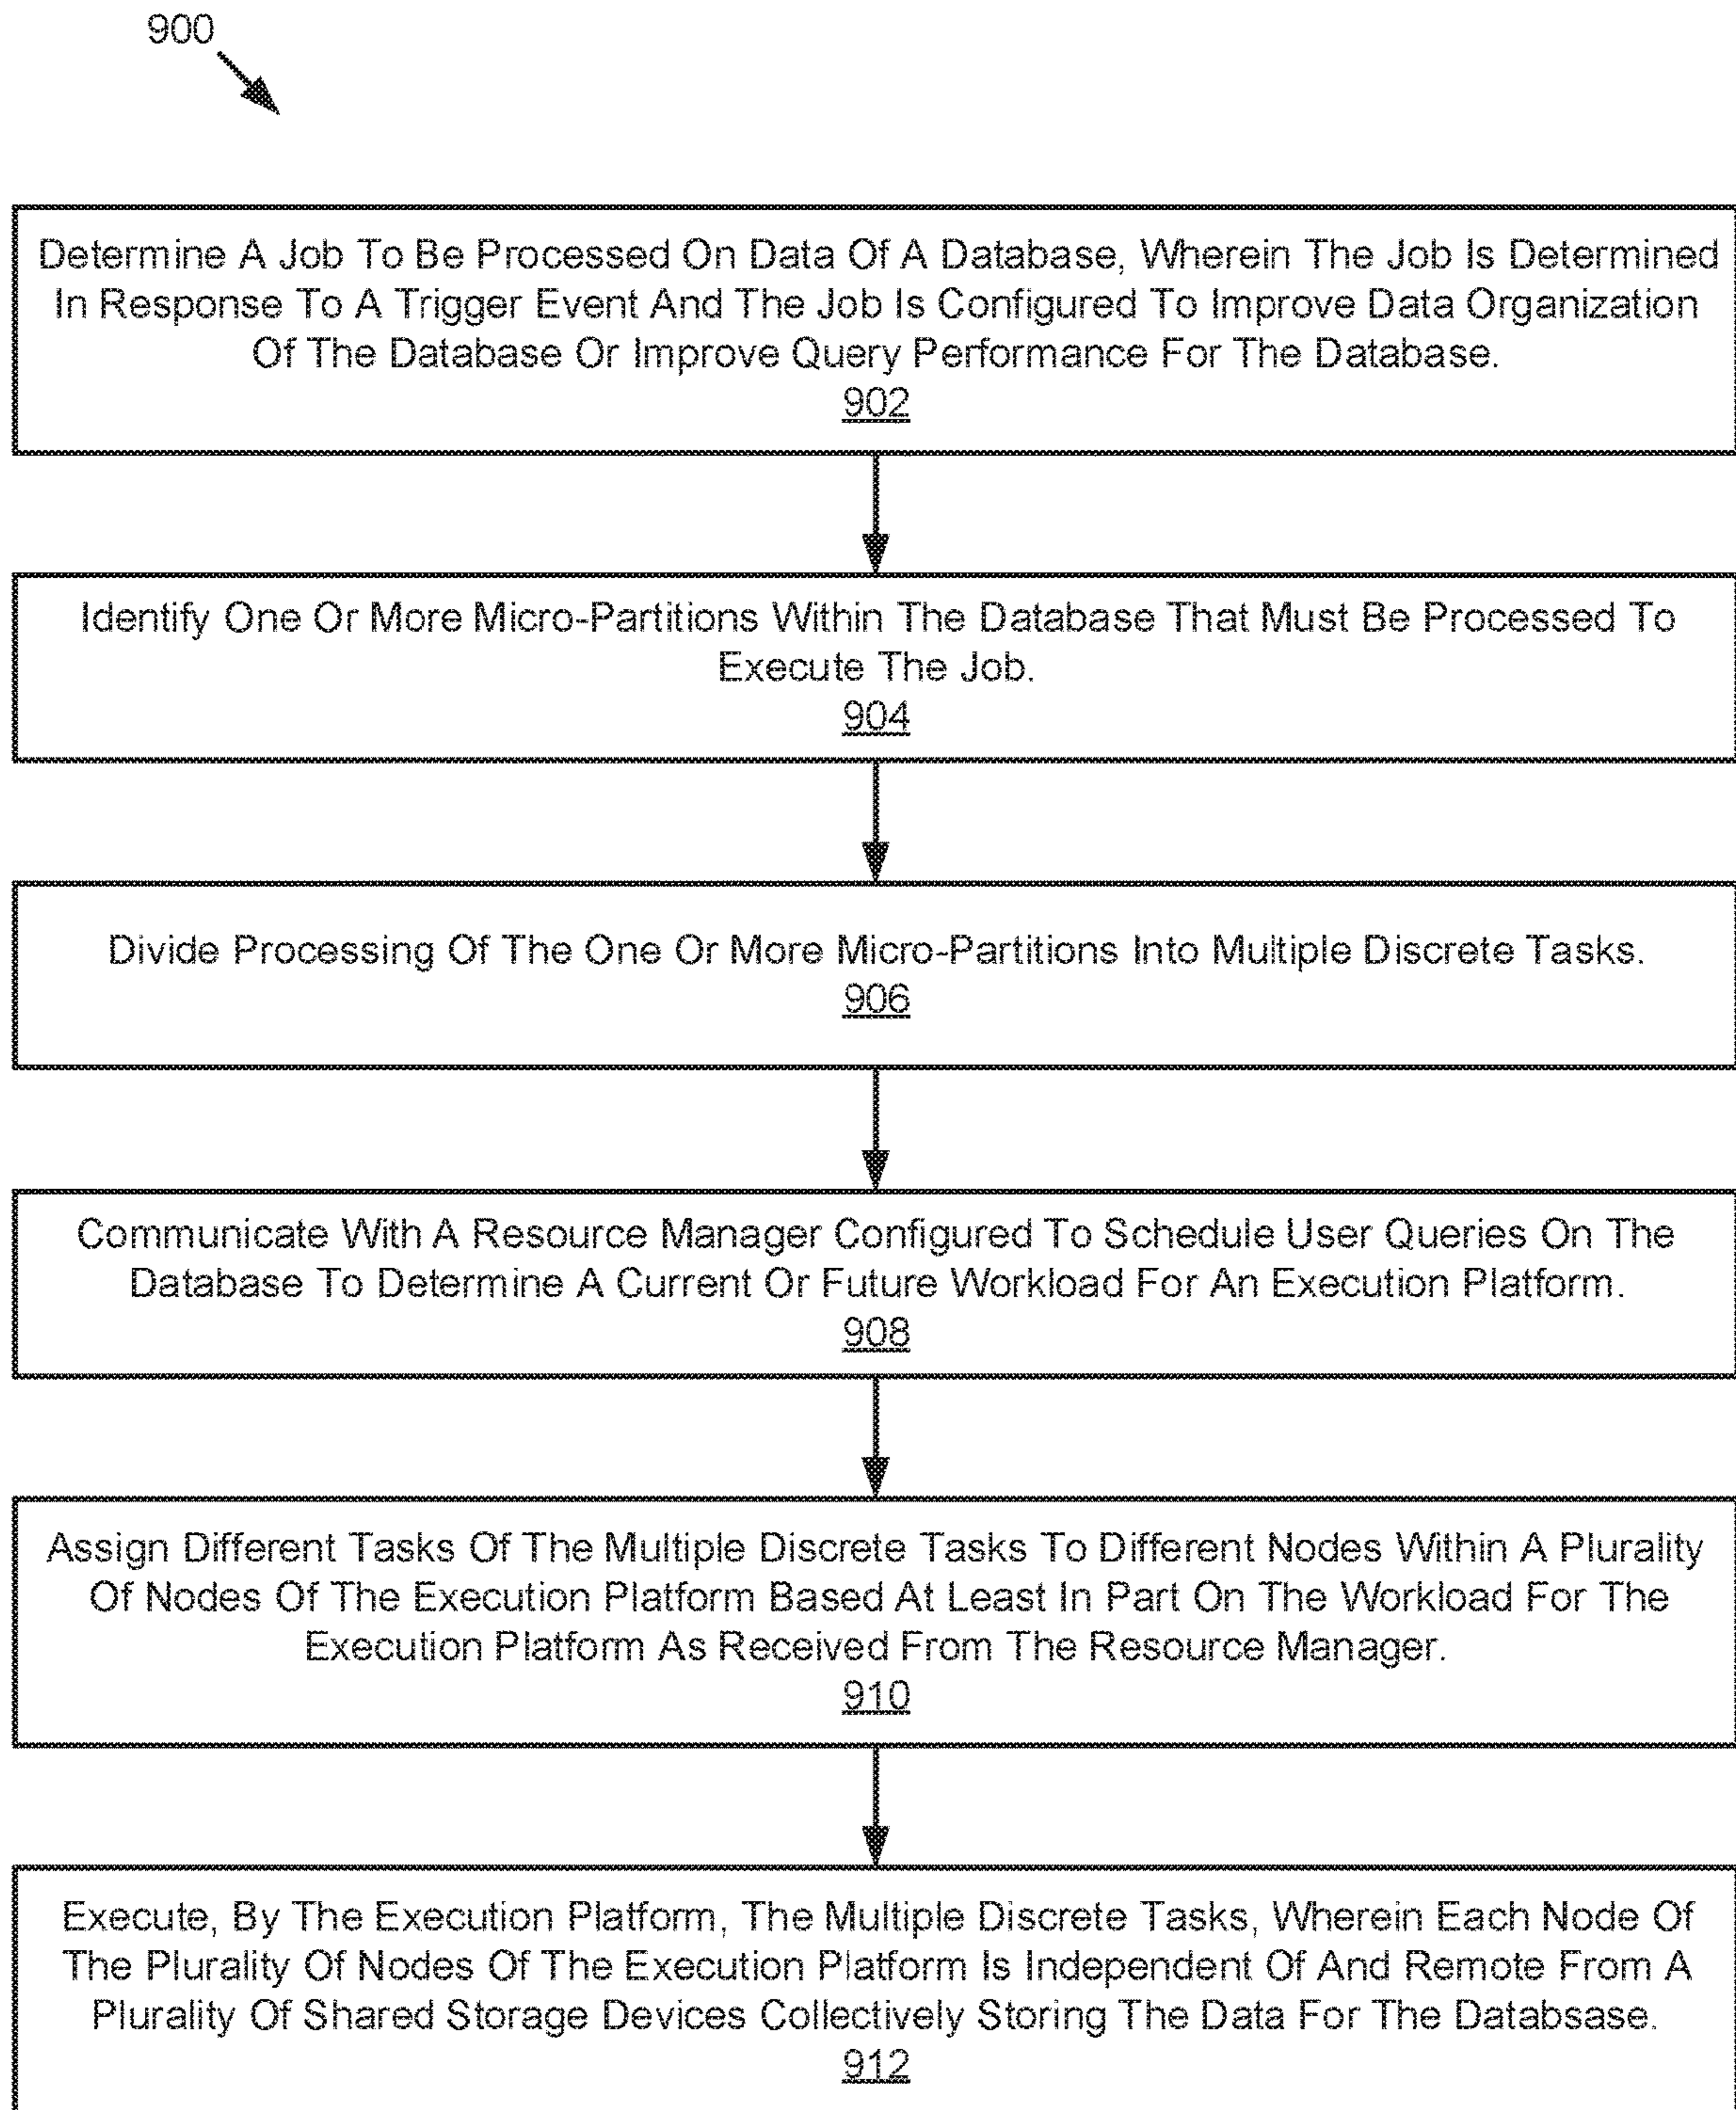 900
Determine A Job To Be Processed On Data Of A Database, Wherein The Job Is Determined
In Response To A Trigger Event And The Job Is Configured To Improve Data Organization
Of The Database Or Improve Query Performance For The Database.
902
Identify One Or More Micro-Partitions Within The Database That Must Be Processed To
Execute The Job.
904
Divide Processing Of The One Or More Micro-Partitions Into Multiple Discrete Tasks.
906
Communicate With A Resource Manager Configured To Schedule User Queries On The
Database To Determine A Current Or Future Workload For An Execution Platform.
908
Assign Different Tasks Of The Multiple Discrete Tasks To Different Nodes Within A Plurality
Of Nodes Of The Execution Platform Based At Least In Part On The Workload For The
Execution Platform As Received From The Resource Manager.
910
Execute, By The Execution Platform, The Multiple Discrete Tasks, Wherein Each Node Of
The Plurality Of Nodes Of The Execution Platform Is Independent Of And Remote From A
Plurality Of Shared Storage Devices Collectively Storing The Data For The Databsase.
912